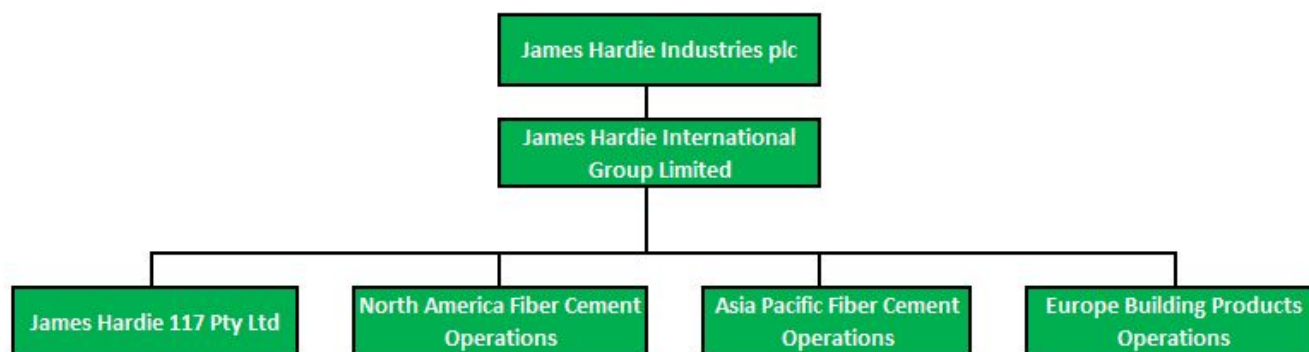 James Hardie Industries plc
James Hardie International
Group Limited
James Hardie 117 Pty Ltd
North America Fiber Cement
Operations
Asia Pacific Fiber Cement
Operations
Europe Building Products
Operations